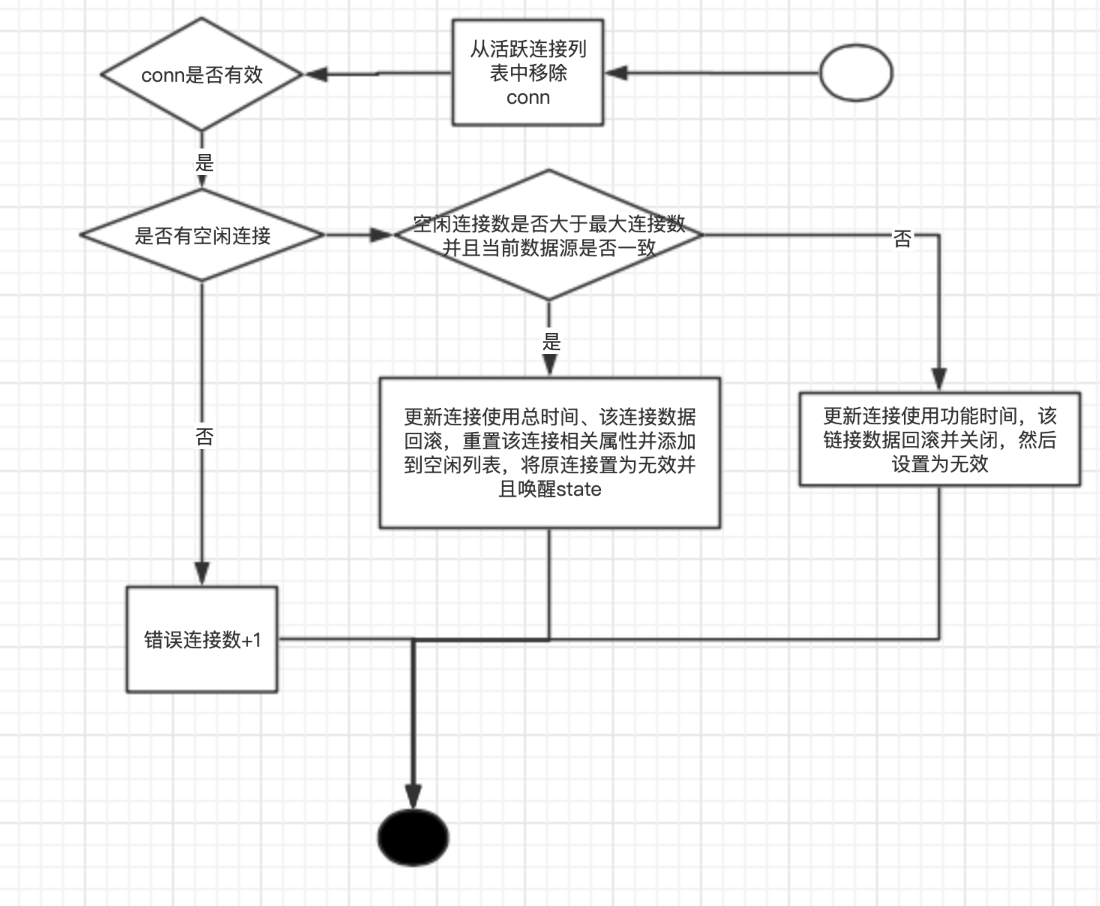 conn是否有效
从活跃连接列
表中移除
conn
是
是否有空闲连接
空闲连接数是否大于最大连接数
并且当前数据源是否一致
否
是
更新连接使用总时间、该连接数据
回滚，重置该连接相关属性并添加
到空闲列表，将原连接置为无效并
且唤醒state
更新连接使用功能时间，该
链接数据回滚并关闭，然后
设置为无效
否
错误连接数+1